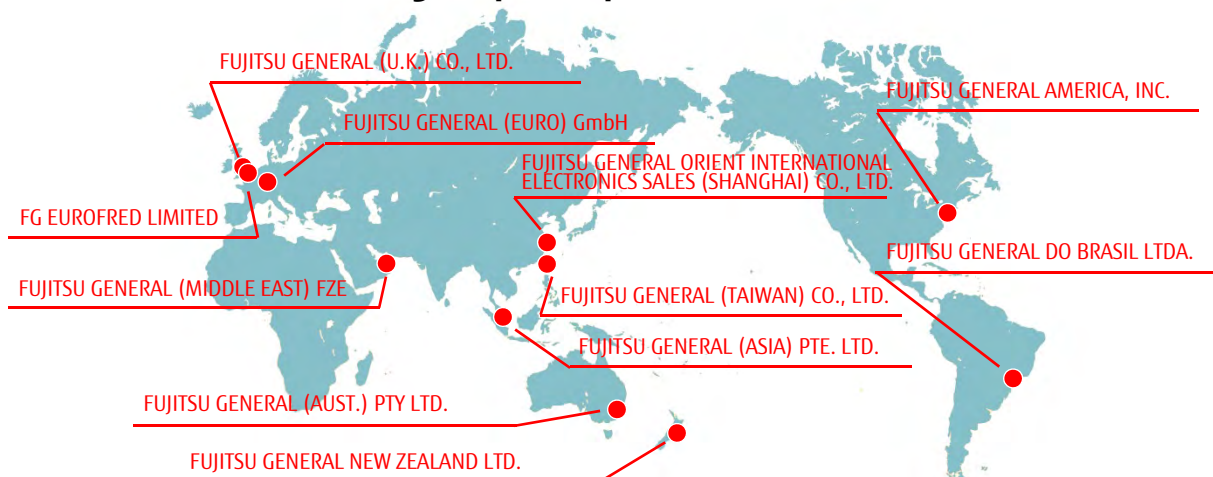 FUJITSU GENERAL (U.K.) CO., LTD.
FUJITSU GENERAL AMERICA, INC.
FUJITSU GENERAL (EURO) GmbH
FUJITSU GENERAL ORIENT INTERNATIONAL
ELECTRONICS SALES (SHANGHAI) CO., LTD.
FG EUROFRED LIMITED
FUJITSU GENERAL DO BRASIL LTDA.
FUJITSU GENERAL (MIDDLE EAST) FZE
FUJITSU GENERAL (TAIWAN) CO., LTD.
FUJITSU GENERAL (ASIA) PTE. LTD.
FUJITSU GENERAL (AUST.) PTY LTD.
FUJITSU GENERAL NEW ZEALAND LTD.